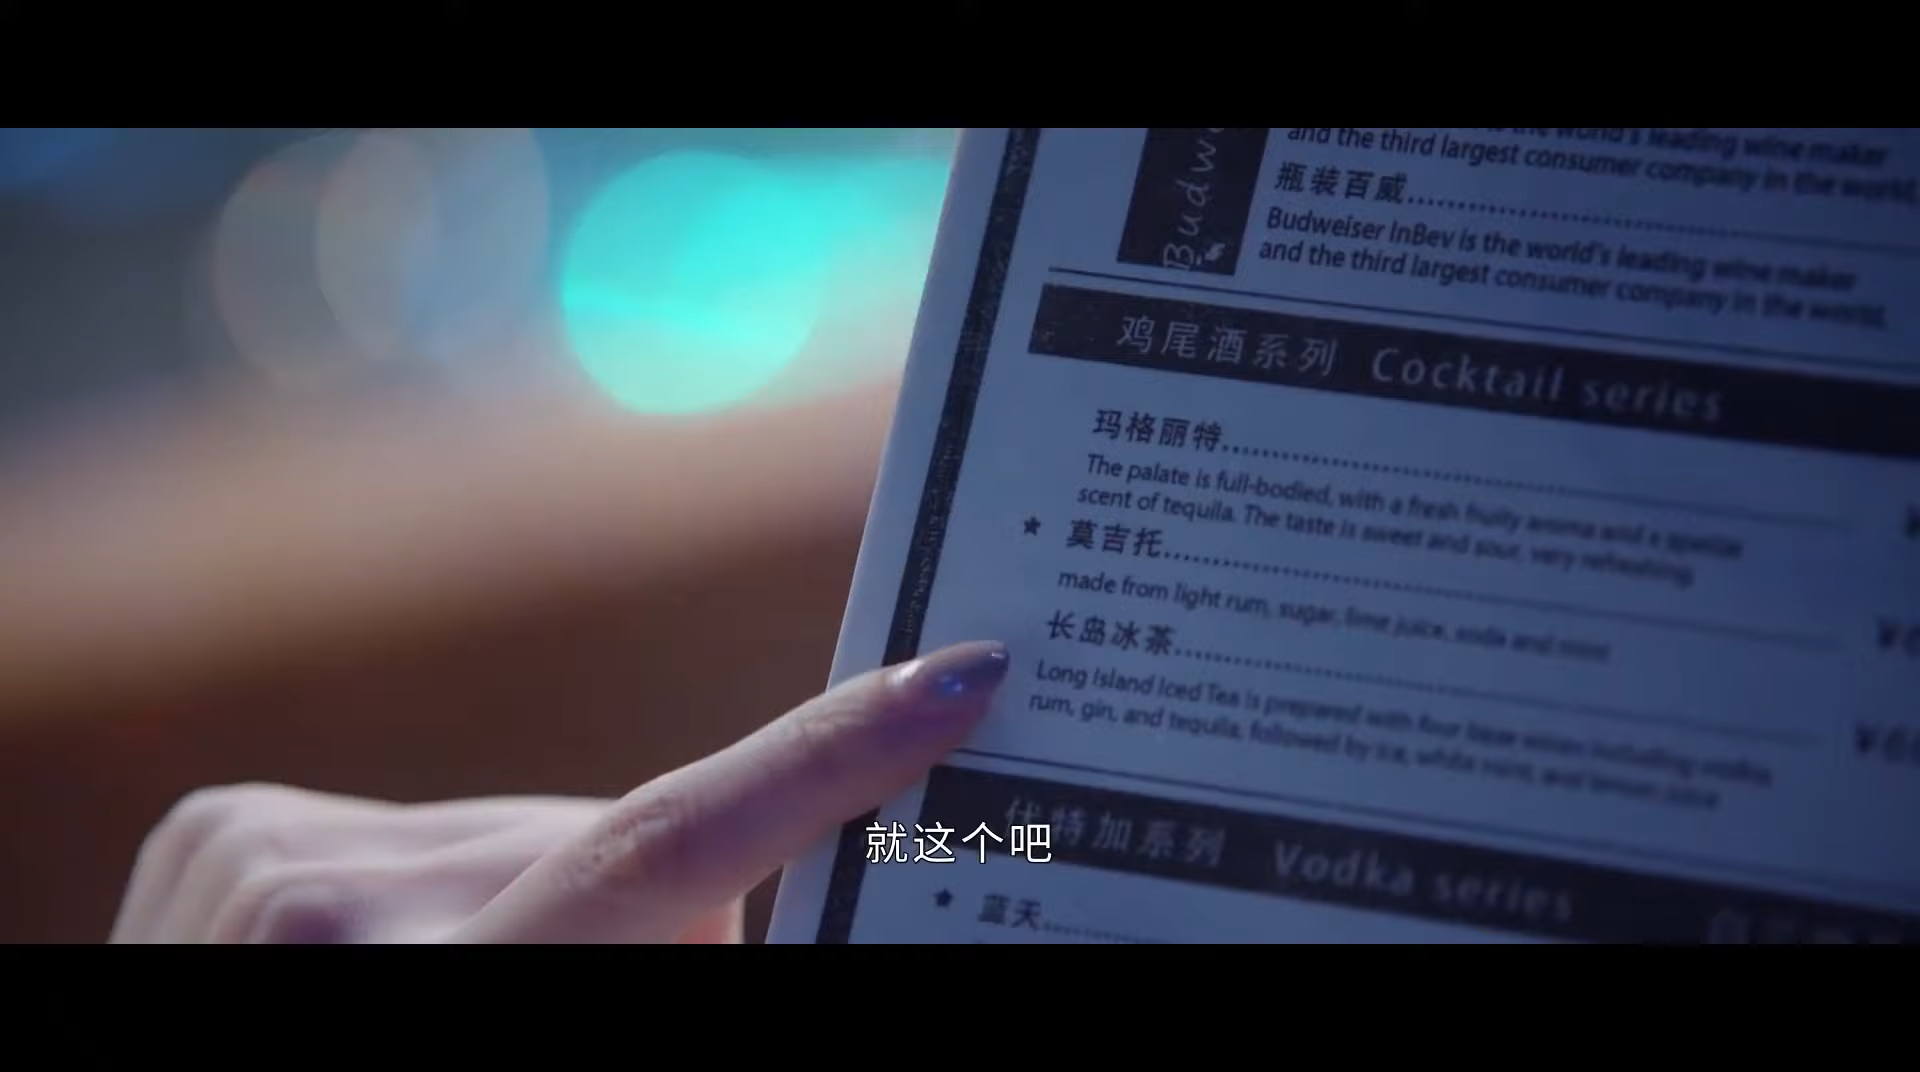 and the third largest consumer company in the world.
瓶装百威
Budweiser InBev is the world's leading wine maker
and the third largest consumer company in the world.
鸡尾酒系列 Cocktail series
玛格丽特
The palate is full-bodied, with a fresh fruity aroma and a special
scent of tequila. The taste is sweet and sour, very refreshing.
★ 莫吉托
made from light rum, sugar, lime juice, soda and mint
长岛冰茶
Long Island Iced Tea is prepared with four base wines including vodka,
rum, gin, and tequila, followed by ice, white mint, and lemon juice
伏特加系列 Vodka series
就这个吧
★ 蓝天